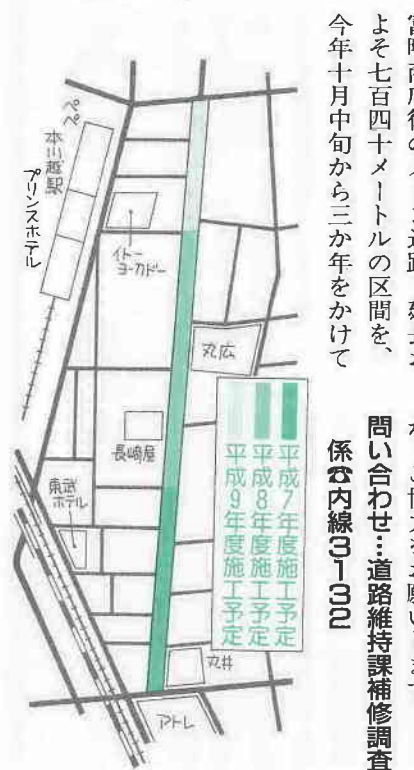 よそ七百四十メートルの区間を、
今年十月中旬から三か年をかけて
問い合わせ…道路維持課補修調査
係☎内線3132
ペペ
本川越駅
プリンスホテル
イトーヨーカドー
丸広
長崎屋
東武ホテル
丸井
アトレ
平成7年度施工予定
平成8年度施工予定
平成9年度施工予定